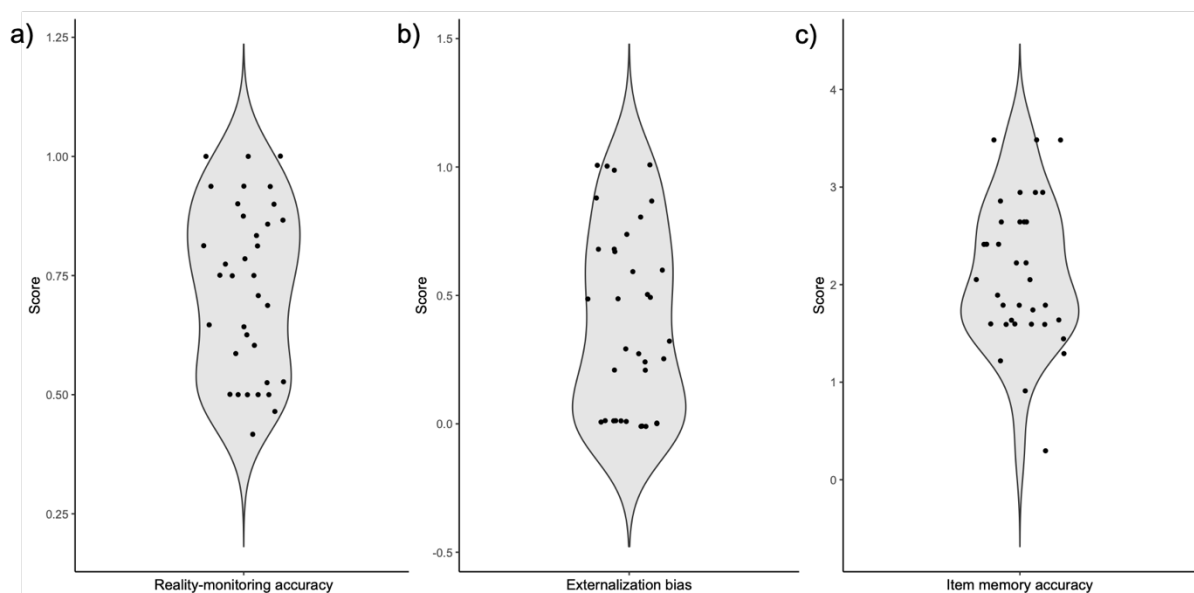 a)
1.25
1.00
0.75
0.50
0.25
Score
Reality-monitoring accuracy
b)
1.5
1.0
0.5
0.0
-0.5
Score
Externalization bias
c)
4
3
2
1
0
Score
Item memory accuracy